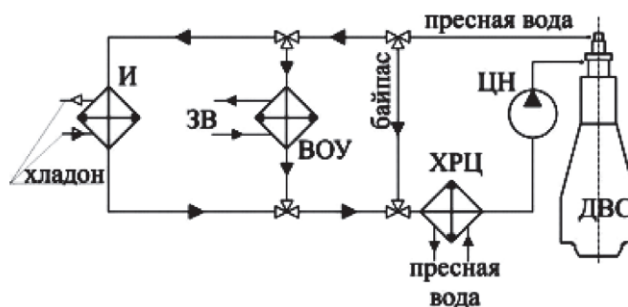 пресная вода
И
байпас
ЦН
ЗВ
ВОУ
ХРЦ
хладон
ДВС
пресная
вода